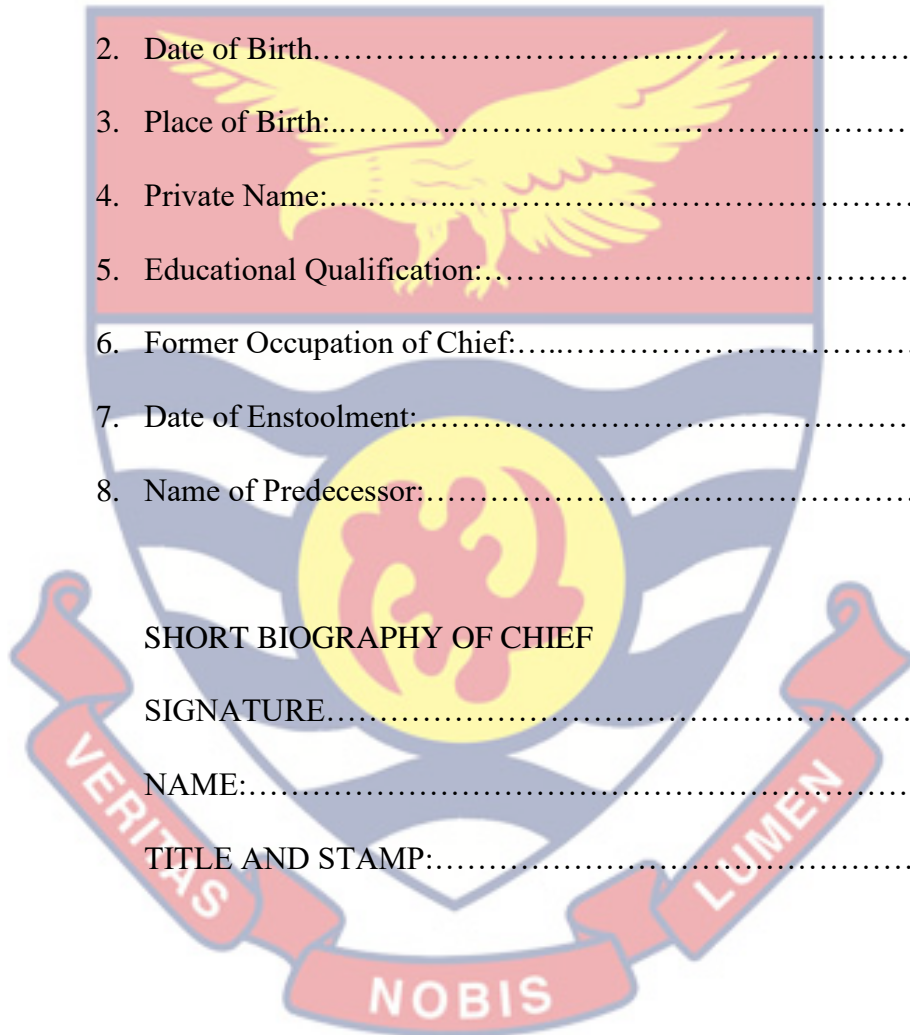 2. Date of Birth.…………………………………………...………
3. Place of Birth:..………..………………………………………
4. Private Name:…..……..………………………………………..
5. Educational Qualification:……………………………………
6. Former Occupation of Chief:…..……………………………..
7. Date of Enstoolment:…………………………………………
8. Name of Predecessor:…………………………………………
SHORT BIOGRAPHY OF CHIEF
SIGNATURE…………………………………………………..
NAME:…………………………………………………………..
TITLE AND STAMP:…………………………………………..
VERITAS NOBIS LUMEN